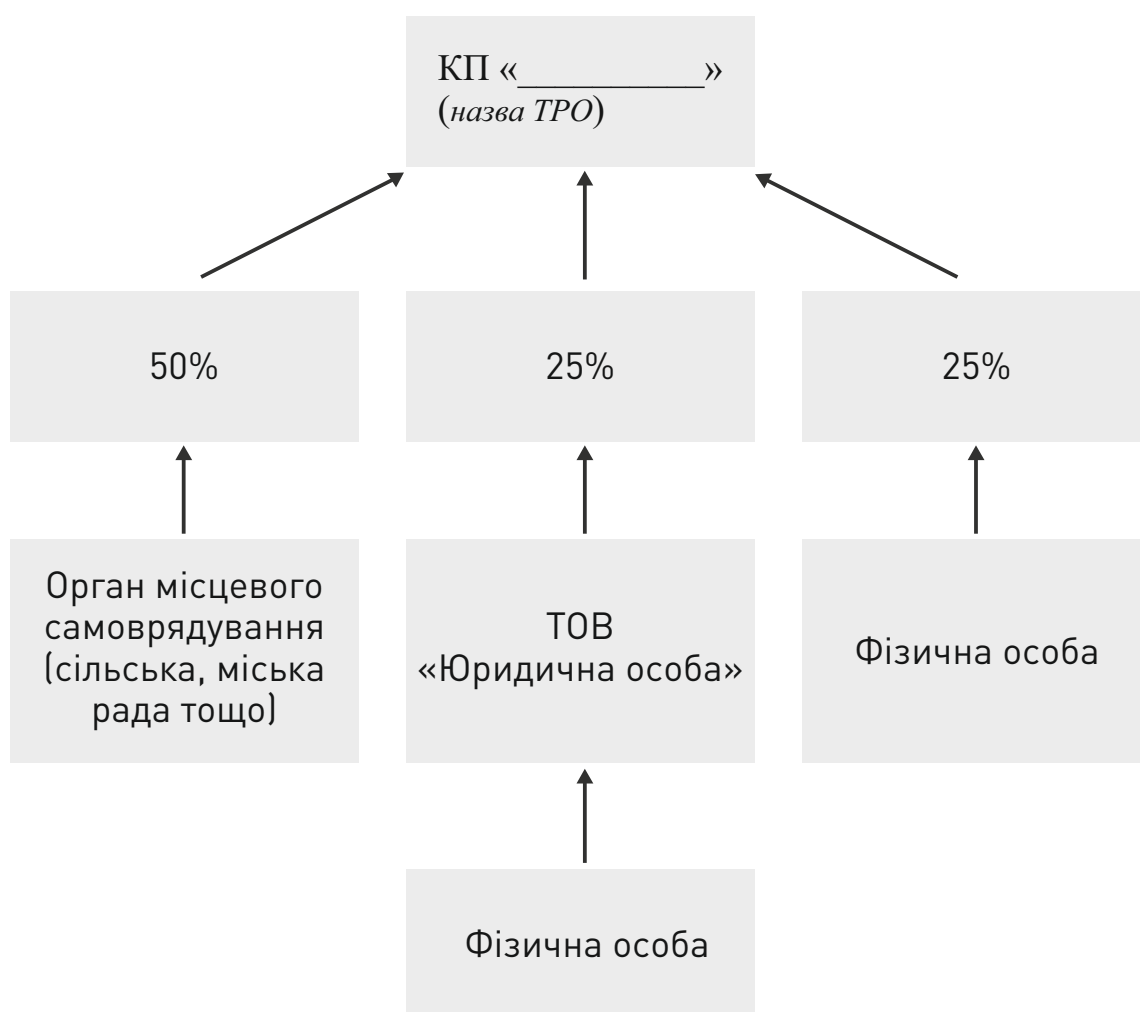 КП «__________»
(назва ТРО)
50%
25%
25%
Орган місцевого
самоврядування
(сільська, міська
рада тощо)
ТОВ
«Юридична особа»
Фізична особа
Фізична особа